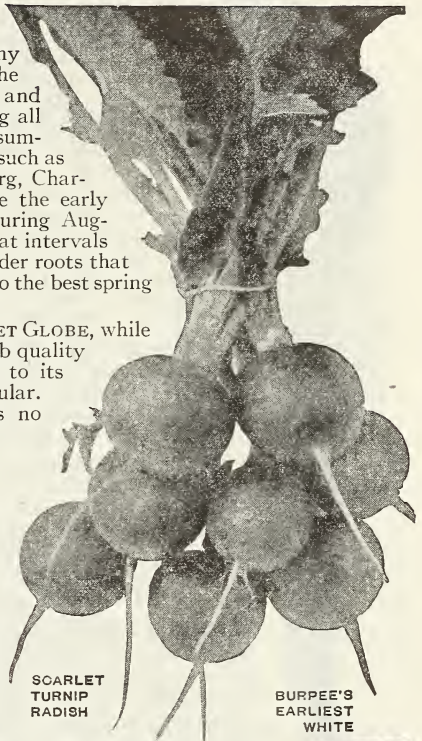 ny
he
and
g all
sum-
such as
rg, Char-
e the early
uring Aug-
at intervals
der roots that
o the best spring
ET GLOBE, while
b quality
to its
ular.
s no
SCARLET
TURNIP
RADISH
BURPEE'S
EARLIEST
WHITE